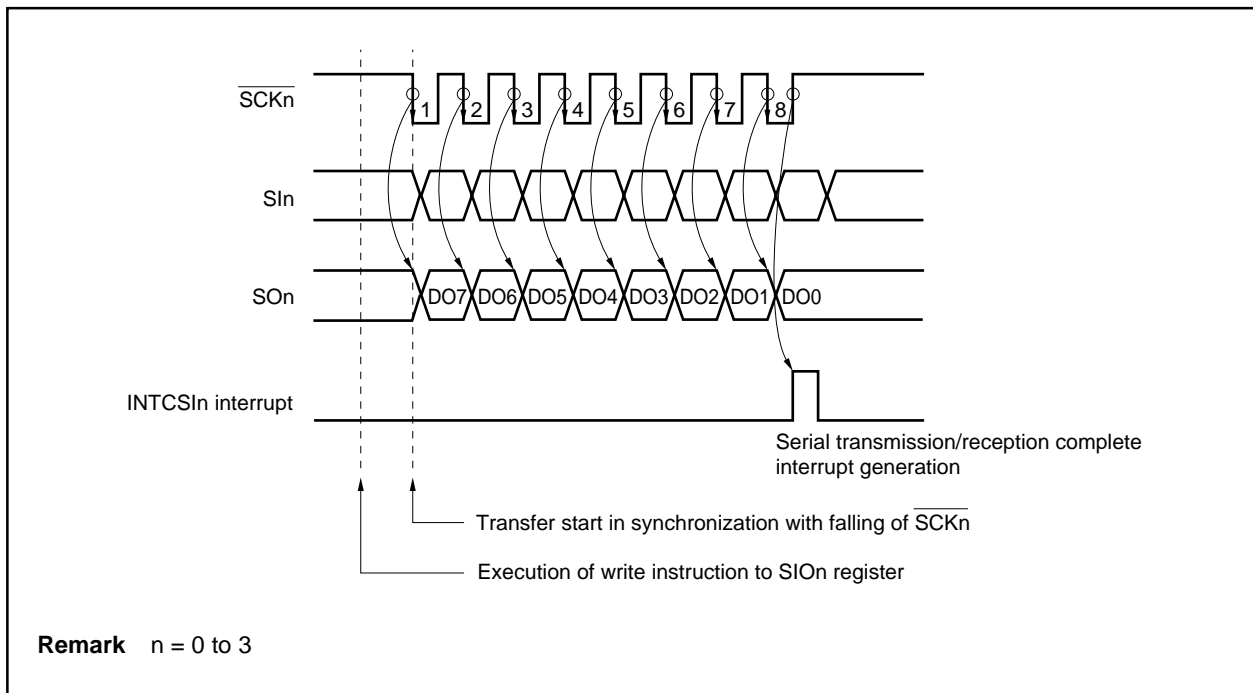 SCKn
1 2 3 4 5 6 7 8
SIn
SOn
DO7 DO6 DO5 DO4 DO3 DO2 DO1 DO0
INTCSIn interrupt
Serial transmission/reception complete
interrupt generation
Transfer start in synchronization with falling of SCKn
Execution of write instruction to SIOn register
Remark n = 0 to 3